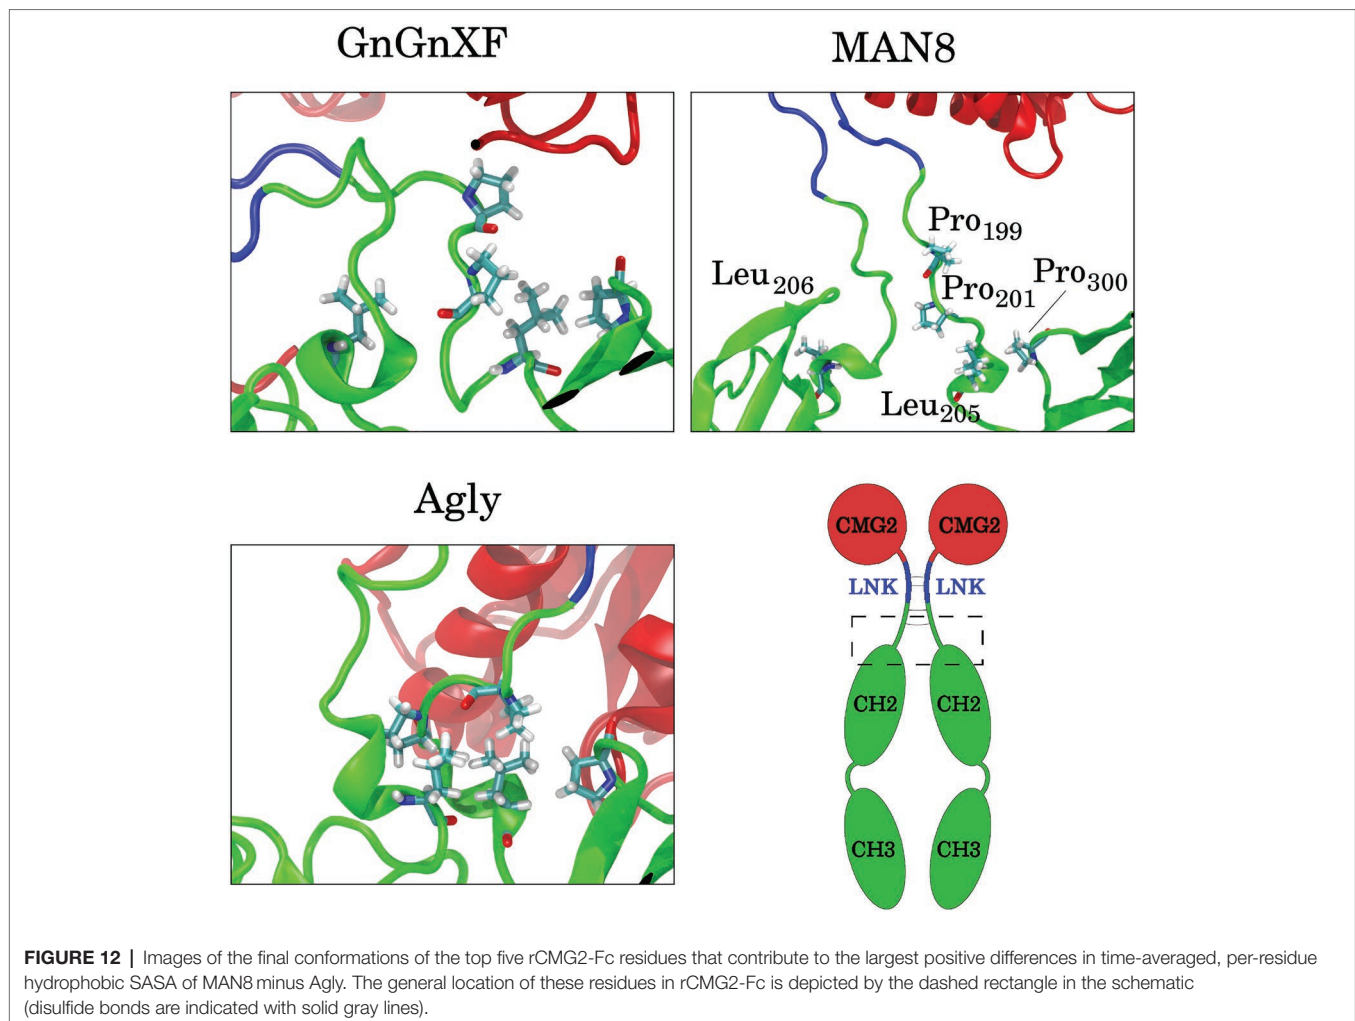 GnGnXF
MAN8
Pro199
Leu206
Pro201
Pro300
Leu205
Agly
CMG2 CMG2
LNK LNK
CH2 CH2
CH3 CH3
FIGURE 12 | Images of the final conformations of the top five rCMG2-Fc residues that contribute to the largest positive differences in time-averaged, per-residue
hydrophobic SASA of MAN8 minus Agly. The general location of these residues in rCMG2-Fc is depicted by the dashed rectangle in the schematic
(disulfide bonds are indicated with solid gray lines).